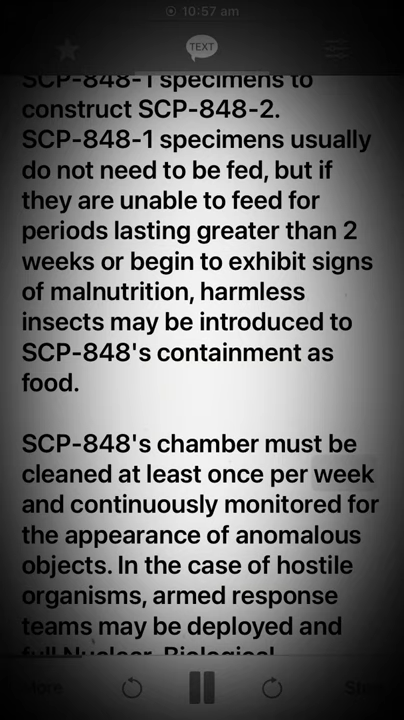 10:57 am
TEXT
SCP-848-1 specimens to
construct SCP-848-2.
SCP-848-1 specimens usually
do not need to be fed, but if
they are unable to feed for
periods lasting greater than 2
weeks or begin to exhibit signs
of malnutrition, harmless
insects may be introduced to
SCP-848's containment as
food.
SCP-848's chamber must be
cleaned at least once per week
and continuously monitored for
the appearance of anomalous
objects. In the case of hostile
organisms, armed response
teams may be deployed and
full Nuclear, Biological
More